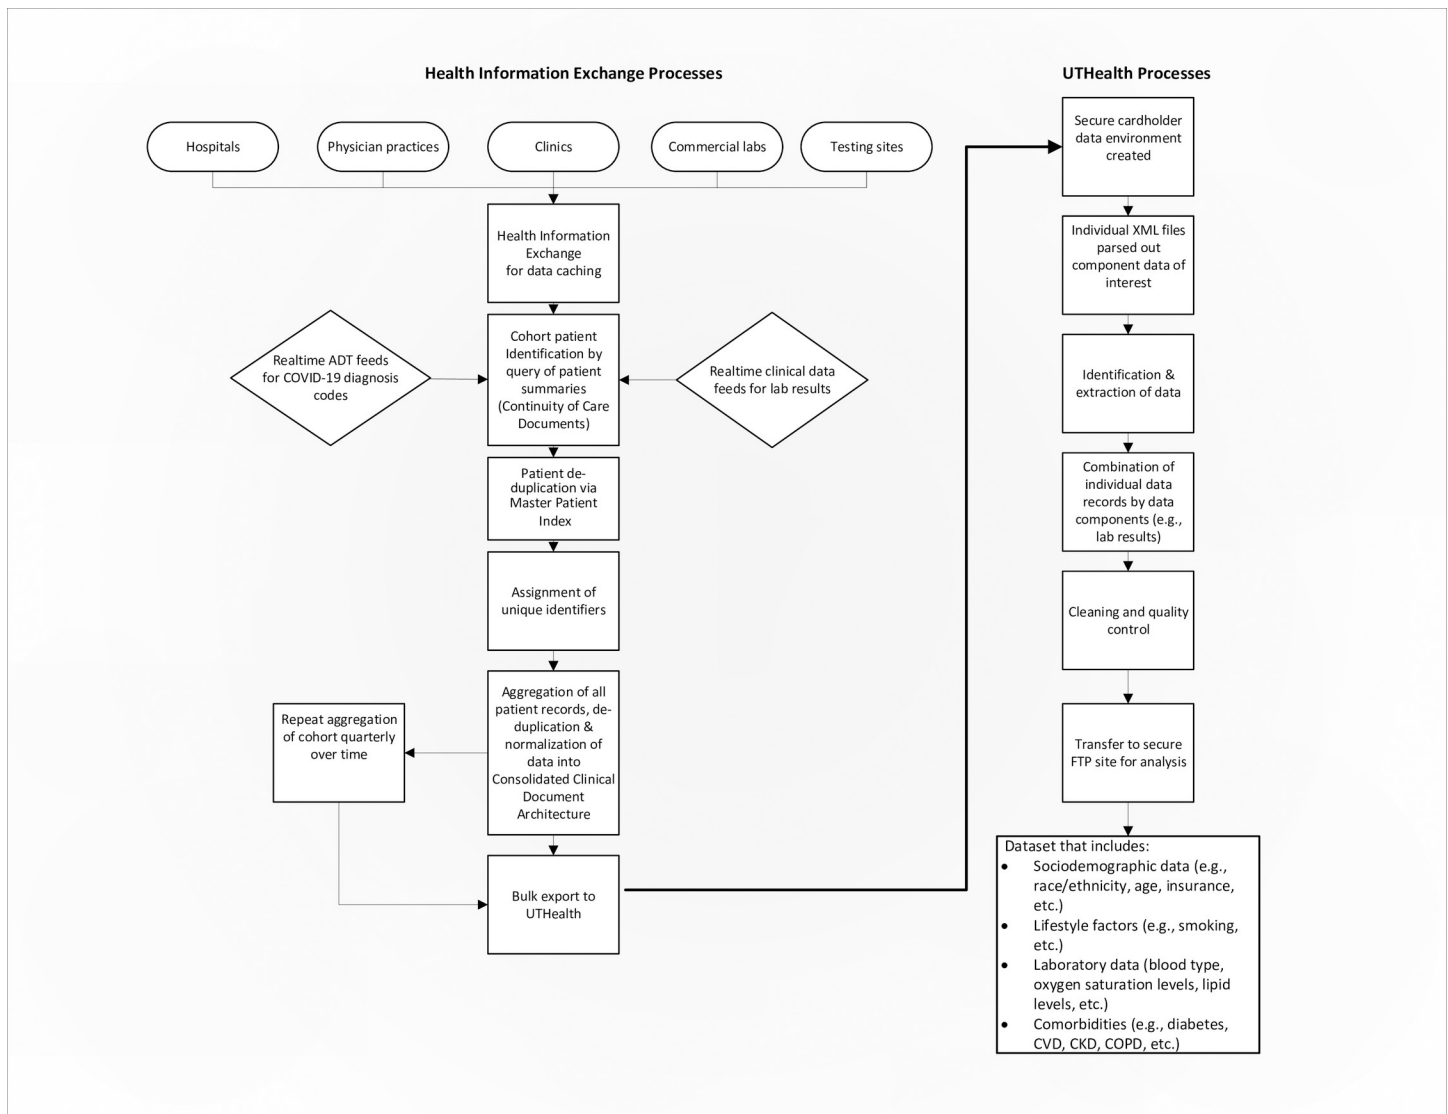 Health Information Exchange Processes
UTHealth Processes
Hospitals
Physician practices
Clinics
Commercial labs
Testing sites
Health Information
Exchange
for data caching
Realtime ADT feeds
for COVID-19 diagnosis
codes
Cohort patient
Identification by
query of patient
summaries
(Continuity of Care
Documents)
Realtime clinical data
feeds for lab results
Patient de-
duplication via
Master Patient
Index
Assignment of
unique identifiers
Aggregation of all
patient records, de-
duplication &
normalization of
data into
Consolidated Clinical
Document
Architecture
Repeat aggregation
of cohort quarterly
over time
Bulk export to
UTHealth
Secure cardholder
data environment
created
Individual XML files
parsed out
component data of
interest
Identification &
extraction of data
Combination of
individual data
records by data
components (e.g.,
lab results)
Cleaning and quality
control
Transfer to secure
FTP site for analysis
Dataset that includes:
• Sociodemographic data (e.g.,
race/ethnicity, age, insurance,
etc.)
• Lifestyle factors (e.g., smoking,
etc.)
• Laboratory data (blood type,
oxygen saturation levels, lipid
levels, etc.)
• Comorbidities (e.g., diabetes,
CVD, CKD, COPD, etc.)